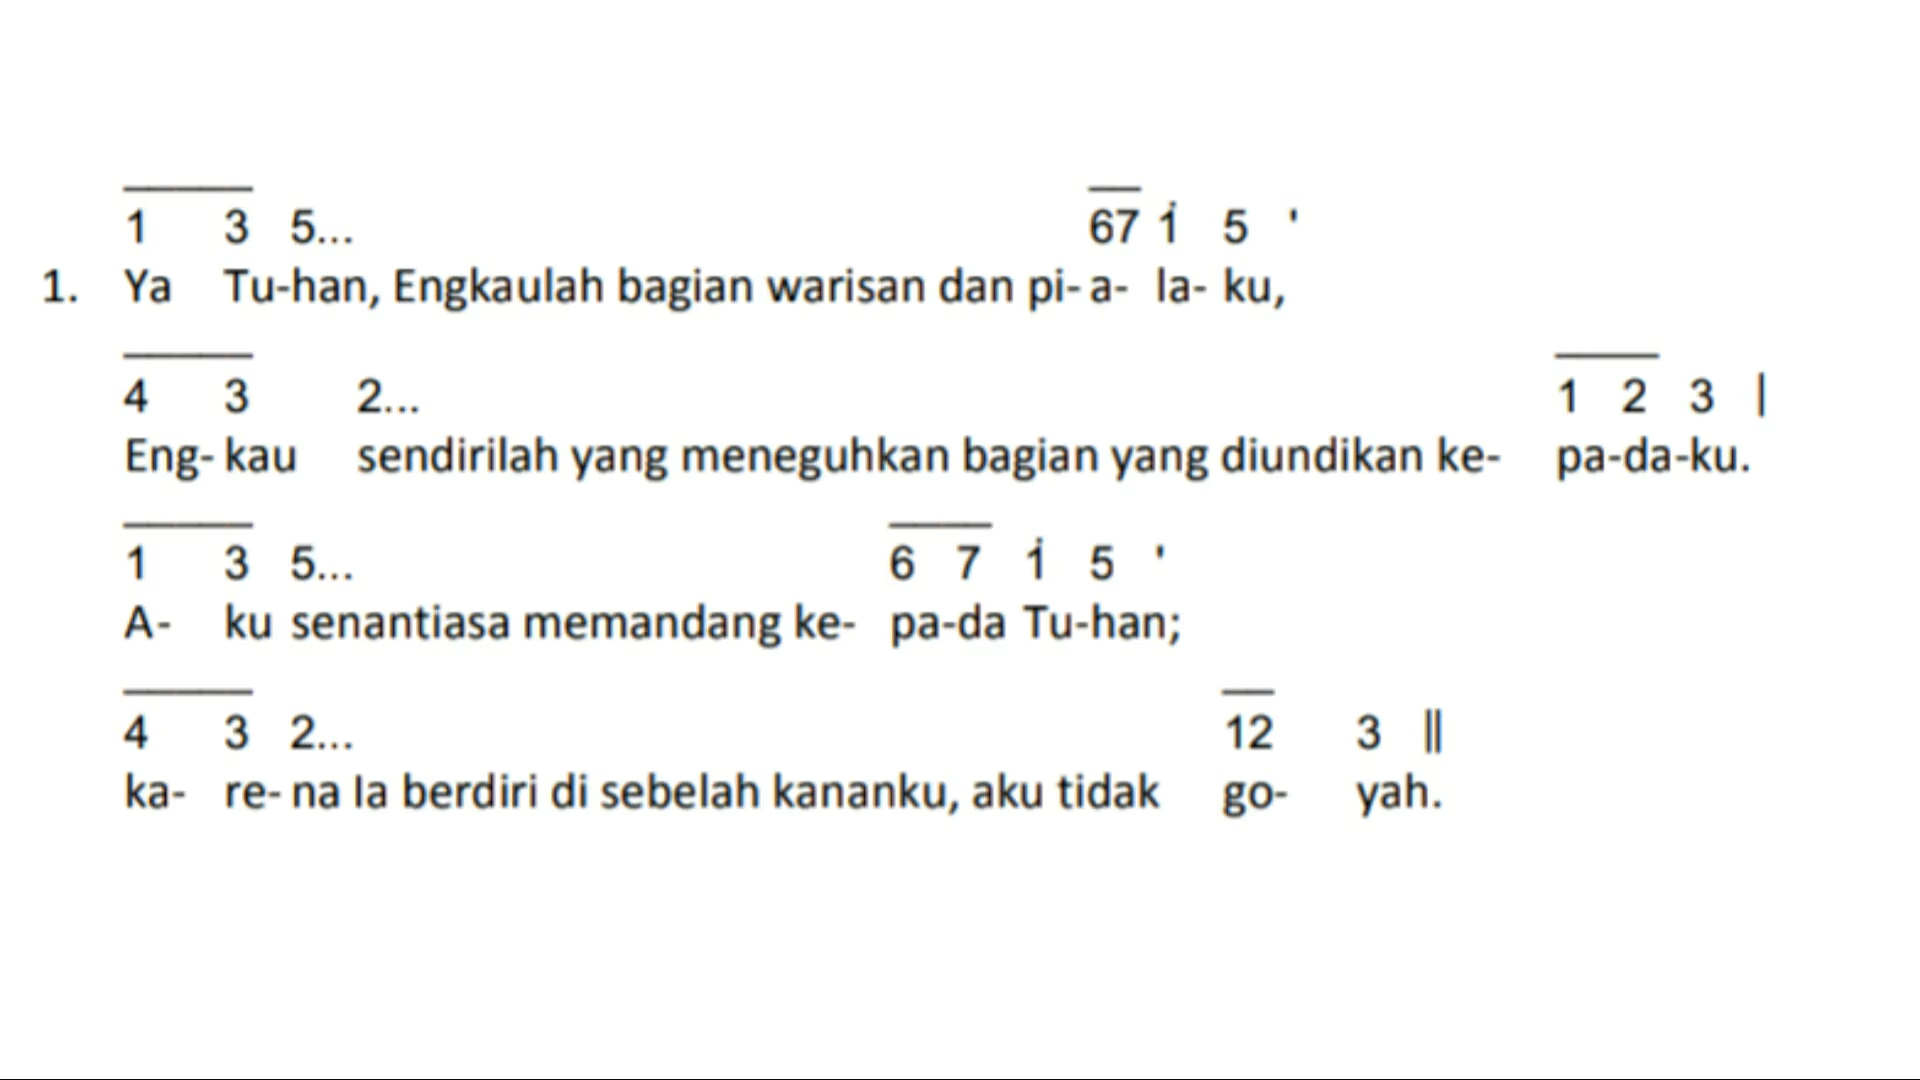 1 3 5... 67 1̇ 5 '
1. Ya Tu-han, Engkaulah bagian warisan dan pi- a- la- ku,
4 3 2... 1 2 3 |
Eng- kau sendirilah yang meneguhkan bagian yang diundikan ke- pa-da-ku.
1 3 5... 6 7 1̇ 5 '
A- ku senantiasa memandang ke- pa-da Tu-han;
4 3 2... 12 3 ||
ka- re- na Ia berdiri di sebelah kananku, aku tidak go- yah.